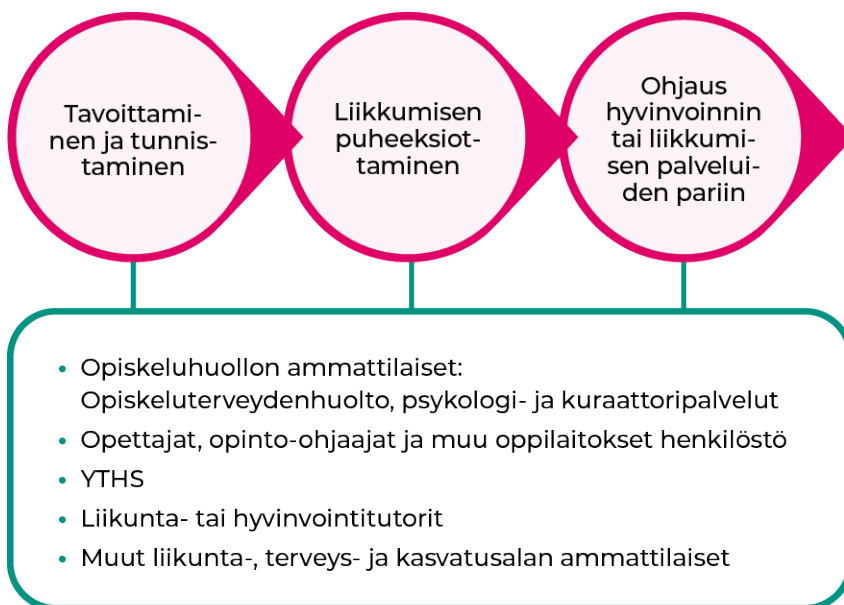 Tavoittami-
nen ja tunnis-
taminen
Liikkumisen
puheeksiot-
taminen
Ohjaus
hyvinvoinnin
tai liikkumi-
sen palvelui-
den pariin
• Opiskeluhuollon ammattilaiset:
Opiskeluterveydenhuolto, psykologi- ja kuraattoripalvelut
• Opettajat, opinto-ohjaajat ja muu oppilaitokset henkilöstö
• YTHS
• Liikunta- tai hyvinvointitutorit
• Muut liikunta-, terveys- ja kasvatusalan ammattilaiset